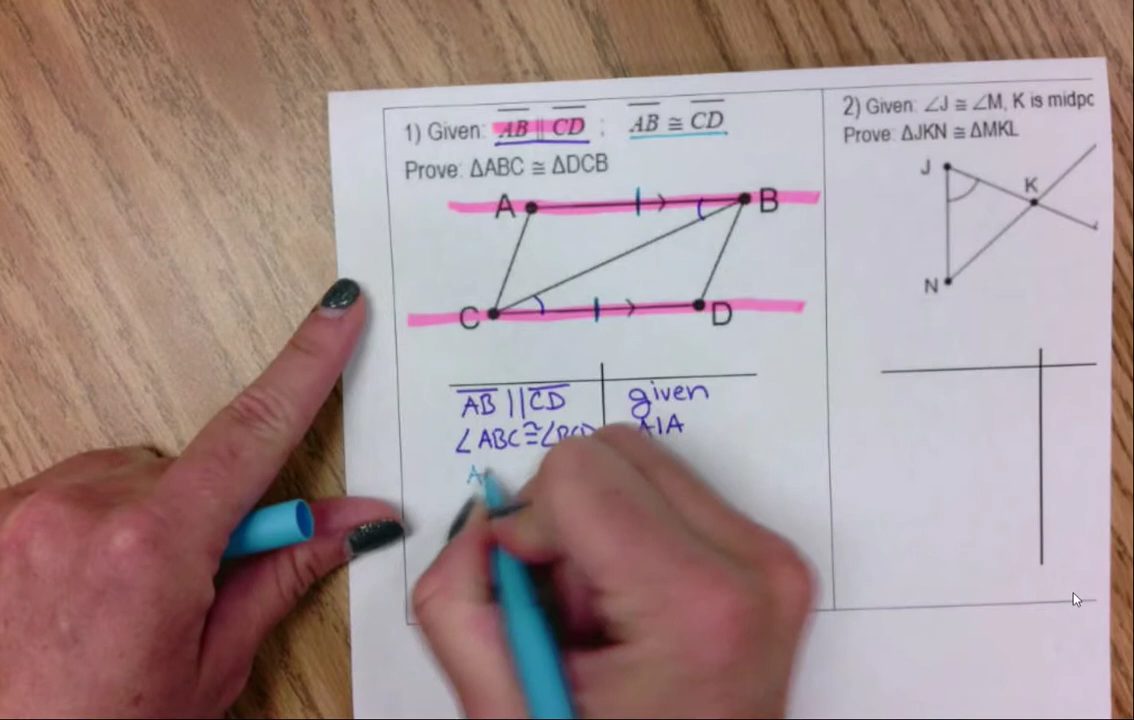 1) Given: AB || CD ; AB ≅ CD
Prove: ΔABC ≅ ΔDCB
A
B
C
D
AB || CD given
∠ABC ≅ ∠BCD AIA
A
2) Given: ∠J ≅ ∠M, K is
Prove: ΔJKN ≅ ΔMKL
J
K
N